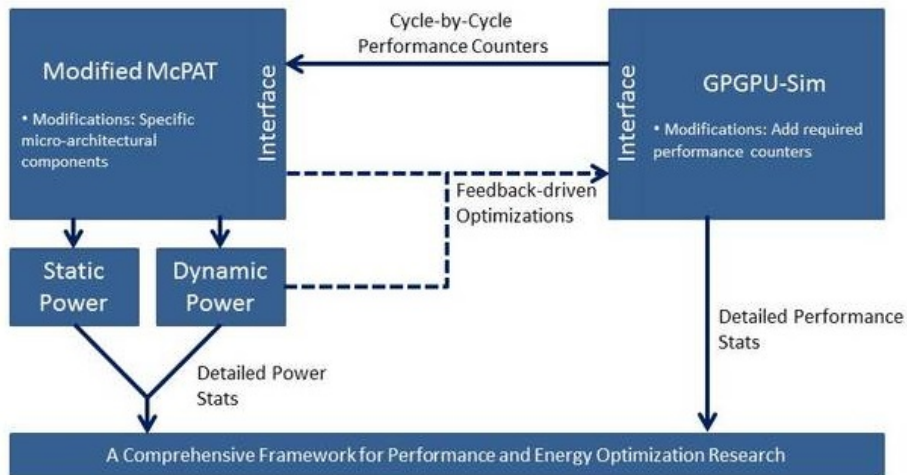 Cycle-by-Cycle
Performance Counters
Modified McPAT
• Modifications: Specific
micro-architectural
components
Interface
Interface
GPGPU-Sim
• Modifications: Add required
performance counters
Feedback-driven
Optimizations
Static
Power
Dynamic
Power
Detailed Power
Stats
Detailed Performance
Stats
A Comprehensive Framework for Performance and Energy Optimization Research